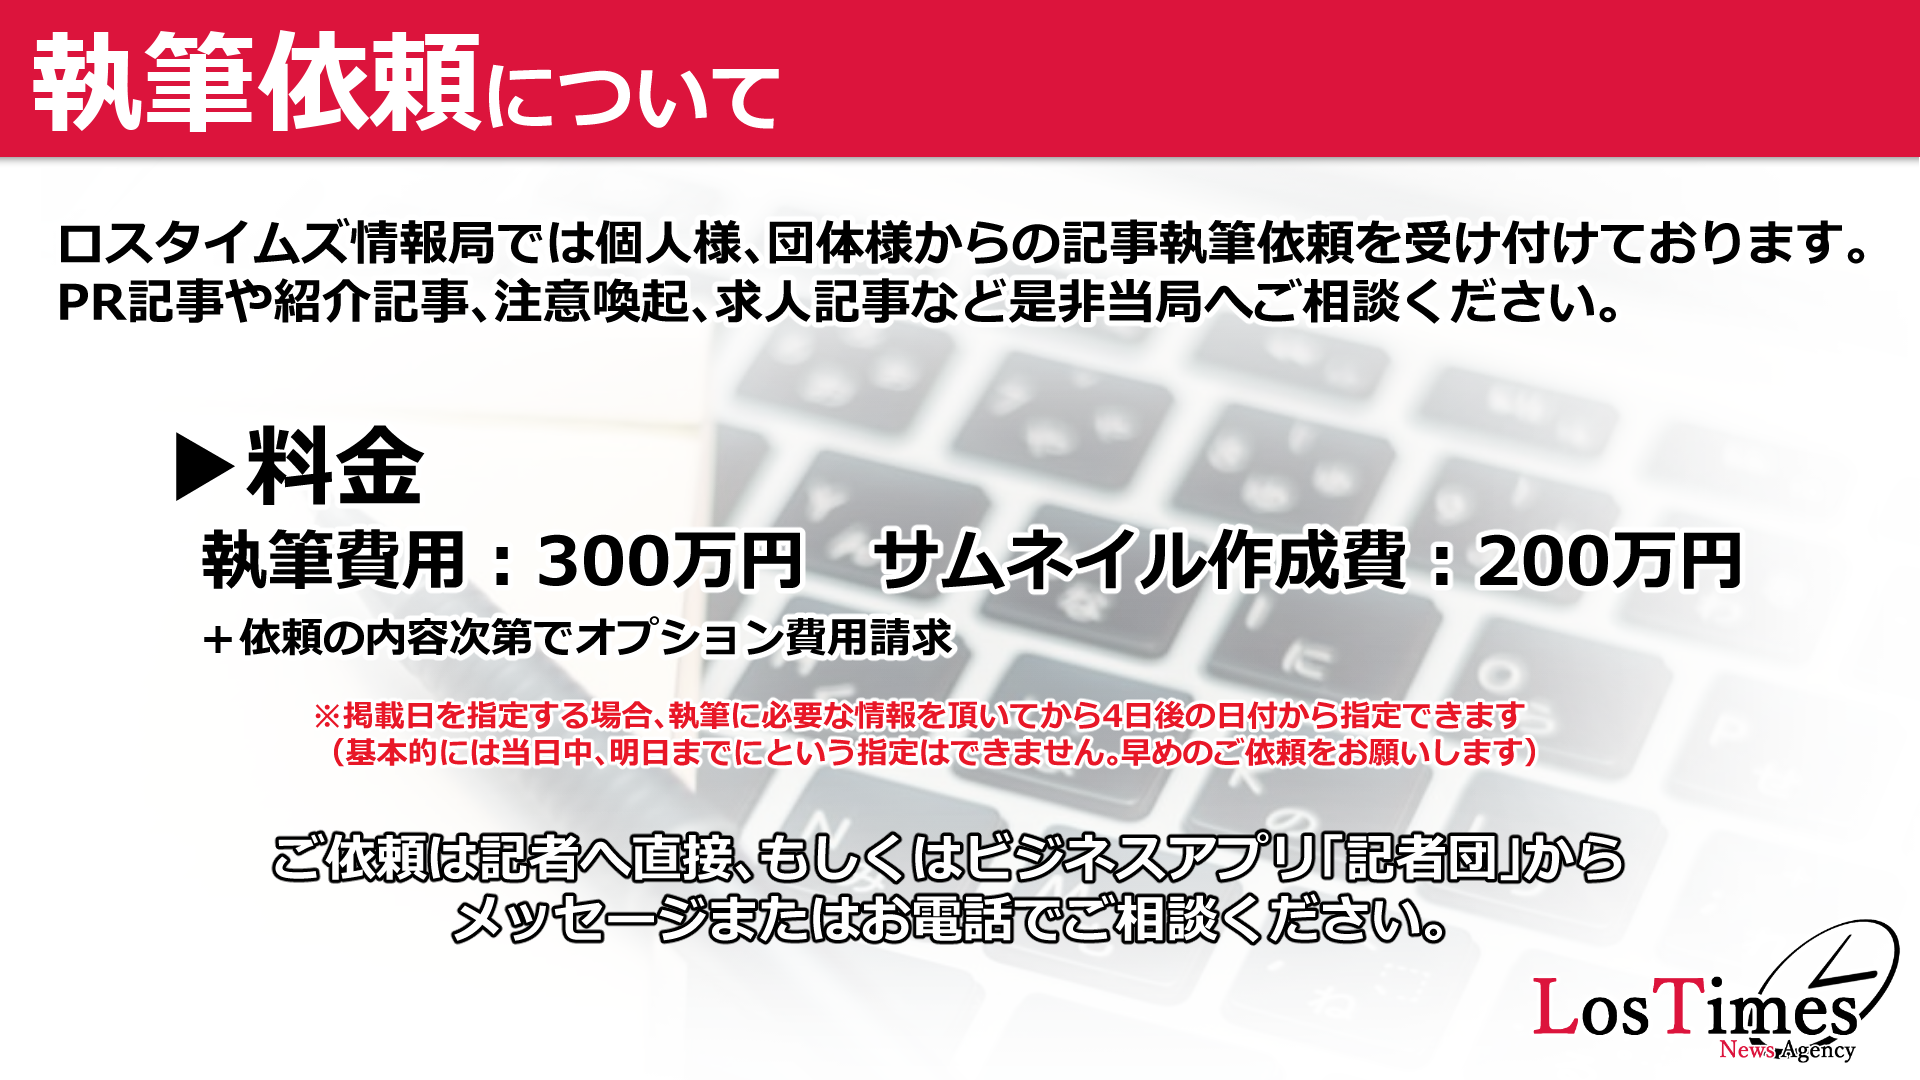 執筆依頼について
ロスタイムズ情報局では個人様、団体様からの記事執筆依頼を受け付けております。
PR記事や紹介記事、注意喚起、求人記事など是非当局へご相談ください。
▶料金
執筆費用：300万円　サムネイル作成費：200万円
＋依頼の内容次第でオプション費用請求
※掲載日を指定する場合、執筆に必要な情報を頂いてから4日後の日付から指定できます
（基本的には当日中、明日までにという指定はできません。早めのご依頼をお願いします）
ご依頼は記者へ直接、もしくはビジネスアプリ「記者団」から
メッセージまたはお電話でご相談ください。
LosTimes
News Agency